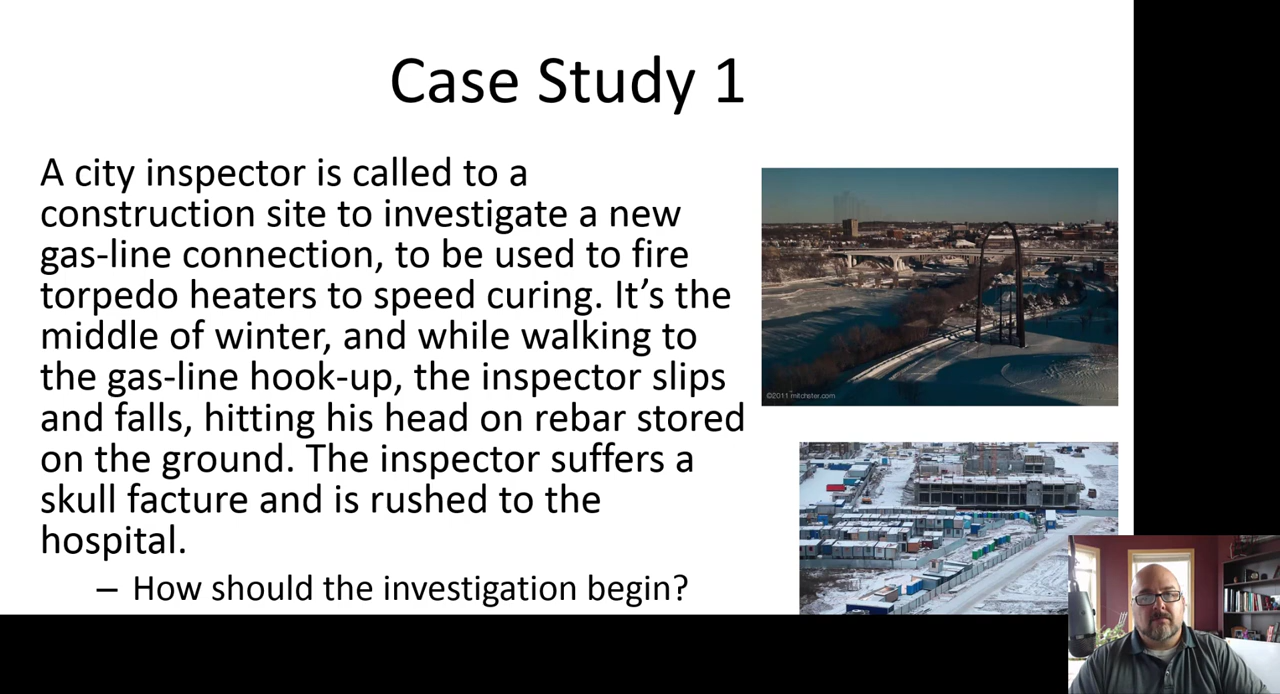 Case Study 1
A city inspector is called to a
construction site to investigate a new
gas-line connection, to be used to fire
torpedo heaters to speed curing. It’s the
middle of winter, and while walking to
the gas-line hook-up, the inspector slips
and falls, hitting his head on rebar stored
on the ground. The inspector suffers a
skull facture and is rushed to the
hospital.
– How should the investigation begin?
©2011 mitchster.com